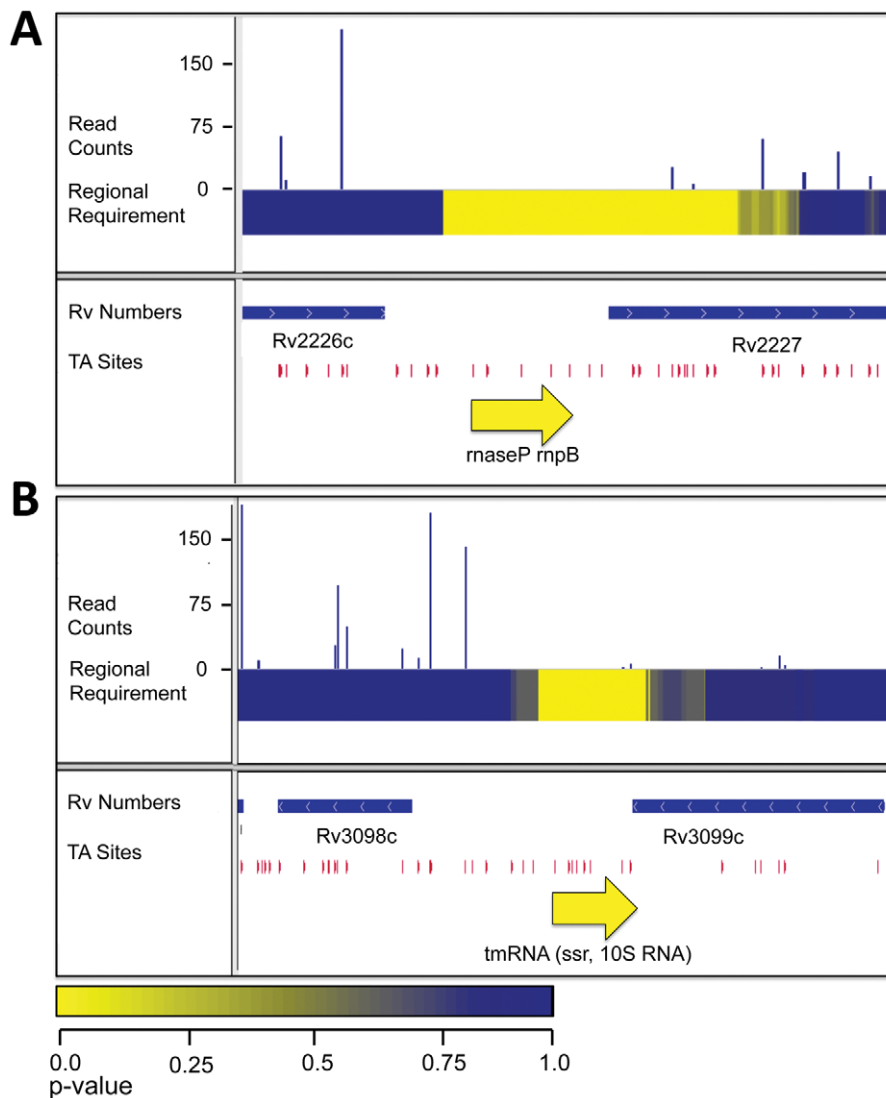 A
150
75
0
Read
Counts
Regional
Requirement
Rv Numbers
Rv2226c
Rv2227
TA Sites
rnaseP rnpB
B
150
75
0
Read
Counts
Regional
Requirement
Rv Numbers
Rv3098c
Rv3099c
TA Sites
tmRNA (ssr, 10S RNA)
0.0 0.25 0.5 0.75 1.0
p-value